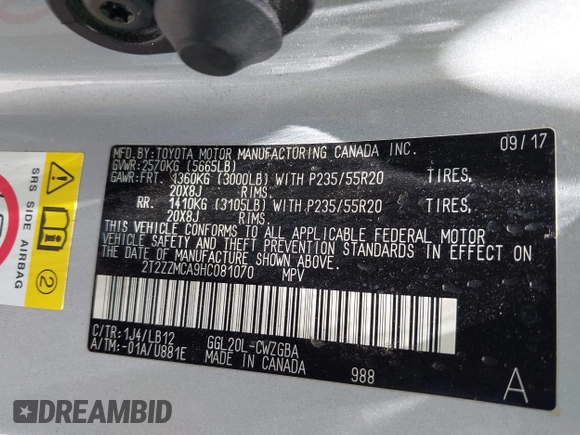 MFD.BY:TOYOTA MOTOR MANUFACTURING CANADA INC. 09/17
GVWR:2570KG (5665LB)
GAWR:FRT. 1360KG (3000LB) WITH P235/55R20 TIRES,
20X8J RIMS,
RR. 1410KG (3105LB) WITH P235/55R20 TIRES,
20X8J RIMS.
THIS VEHICLE CONFORMS TO ALL APPLICABLE FEDERAL MOTOR
VEHICLE SAFETY AND THEFT PREVENTION STANDARDS IN EFFECT ON
THE DATE OF MANUFACTURE SHOWN ABOVE.
2T2ZZMCA9HC081070 MPV
C/TR:1J4/LB12 GGL20L-CWZGBA
A/TM:-01A/U881E MADE IN CANADA
988 A
SRS SIDE AIRBAG
2
DREAMBID